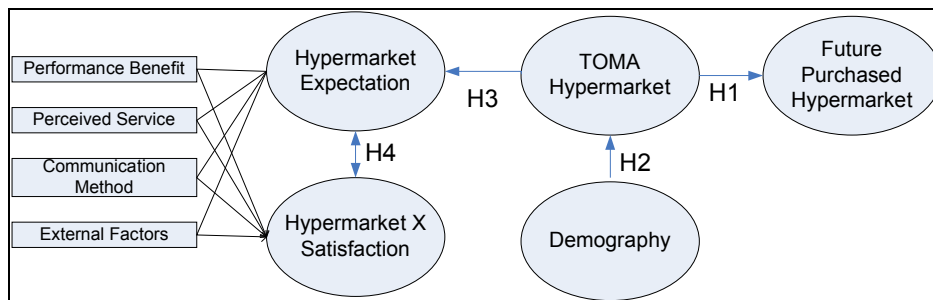 Performance Benefit
Perceived Service
Communication
Method
External Factors
Hypermarket
Expectation
H4
Hypermarket X
Satisfaction
H3
TOMA
Hypermarket
H2
Demography
H1
Future
Purchased
Hypermarket